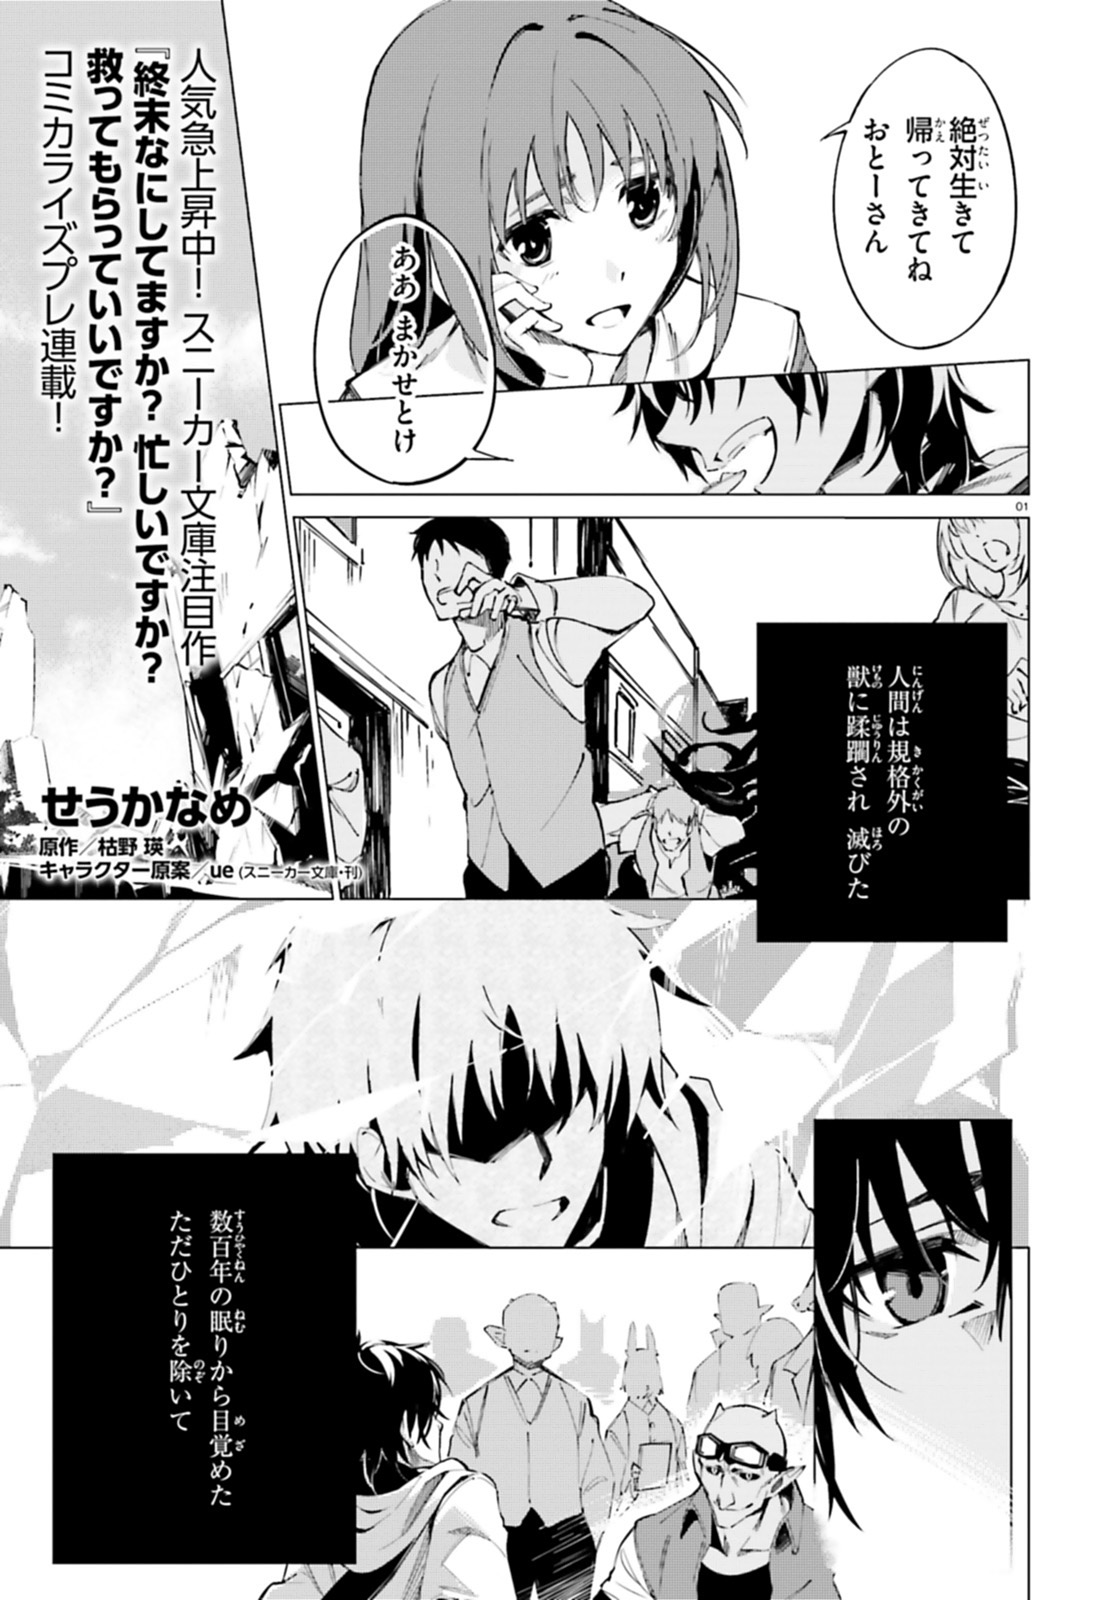 絶対生きて
帰ってきてね
おとーさん
ああ まかせとけ
人気急上昇中！スニーカー文庫注目作
『終末なにしてますか？ 忙しいですか？
救ってもらっていいですか？』
コミカライズプレ連載！
01
人間は規格外の
獣に蹂躙され 滅びた
せうかなめ
原作／枯野 瑛
キャラクター原案／ue (スニーカー文庫・刊)
数百年の眠りから目覚めた
ただひとりを除いて